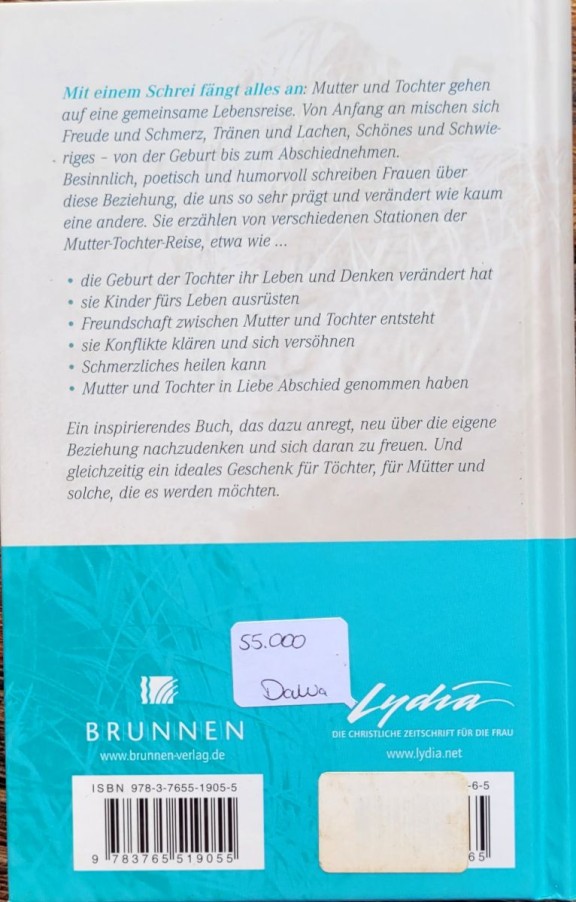 Mit einem Schrei fängt alles an: Mutter und Tochter gehen
auf eine gemeinsame Lebensreise. Von Anfang an mischen sich
Freude und Schmerz, Tränen und Lachen, Schönes und Schwie-
riges – von der Geburt bis zum Abschiednehmen.
Besinnlich, poetisch und humorvoll schreiben Frauen über
diese Beziehung, die uns so sehr prägt und verändert wie kaum
eine andere. Sie erzählen von verschiedenen Stationen der
Mutter-Tochter-Reise, etwa wie ...
• die Geburt der Tochter ihr Leben und Denken verändert hat
• sie Kinder fürs Leben ausrüsten
• Freundschaft zwischen Mutter und Tochter entsteht
• sie Konflikte klären und sich versöhnen
• Schmerzliches heilen kann
• Mutter und Tochter in Liebe Abschied genommen haben
Ein inspirierendes Buch, das dazu anregt, neu über die eigene
Beziehung nachzudenken und sich daran zu freuen. Und
gleichzeitig ein ideales Geschenk für Töchter, für Mütter und
solche, die es werden möchten.
55.000
Dawa
BRUNNEN
www.brunnen-verlag.de
Lydia
DIE CHRISTLICHE ZEITSCHRIFT FÜR DIE FRAU
www.lydia.net
ISBN 978-3-7655-1905-5
9 783765 519055
-6-5
65